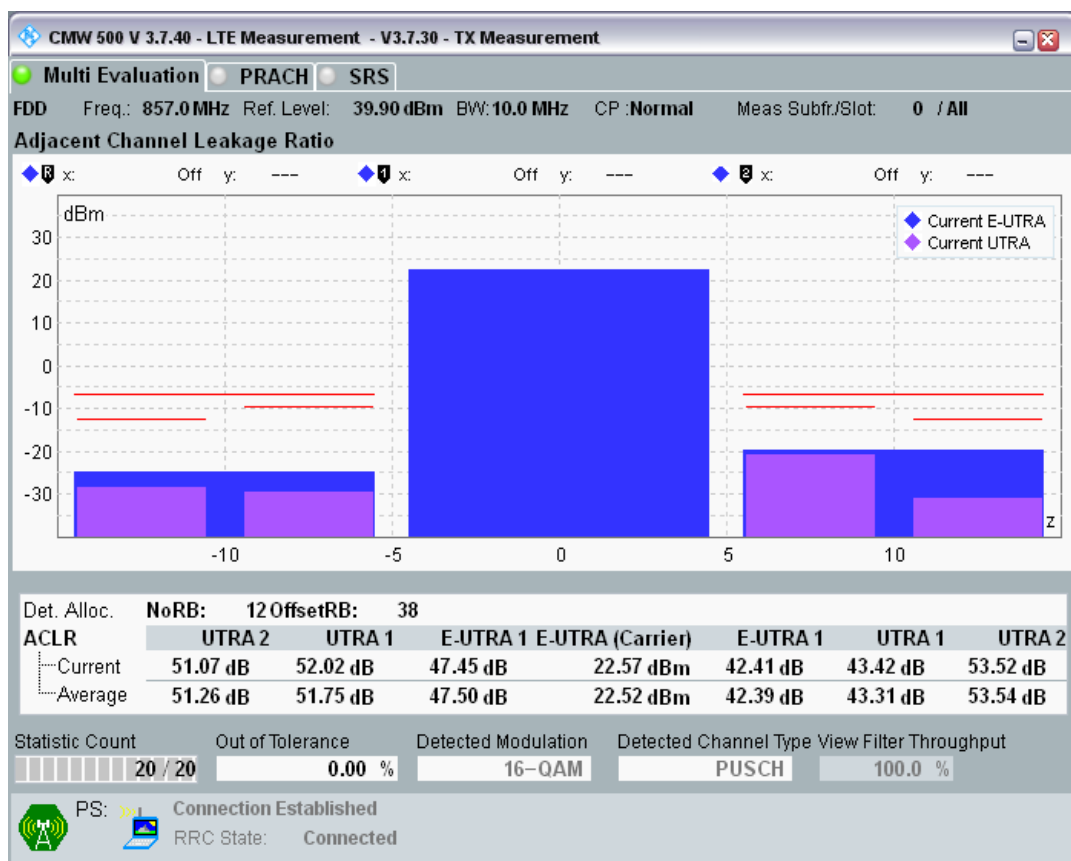 CMW 500 V 3.7.40 - LTE Measurement - V3.7.30 - TX Measurement
Multi Evaluation PRACH SRS
FDD Freq.: 857.0 MHz Ref. Level: 39.90 dBm BW: 10.0 MHz CP :Normal Meas Subfr./Slot: 0 / All
Adjacent Channel Leakage Ratio
R x: Off y: --- 1 x: Off y: --- 2 x: Off y: ---
dBm
Current E-UTRA
Current UTRA
30
20
10
0
-10
-20
-30
z
-10 -5 0 5 10
Det. Alloc. NoRB: 12 OffsetRB: 38
ACLR UTRA 2 UTRA 1 E-UTRA 1 E-UTRA (Carrier) E-UTRA 1 UTRA 1 UTRA 2
Current 51.07 dB 52.02 dB 47.45 dB 22.57 dBm 42.41 dB 43.42 dB 53.52 dB
Average 51.26 dB 51.75 dB 47.50 dB 22.52 dBm 42.39 dB 43.31 dB 53.54 dB
Statistic Count Out of Tolerance Detected Modulation Detected Channel Type View Filter Throughput
20 / 20 0.00 % 16-QAM PUSCH 100.0 %
PS: Connection Established
RRC State: Connected